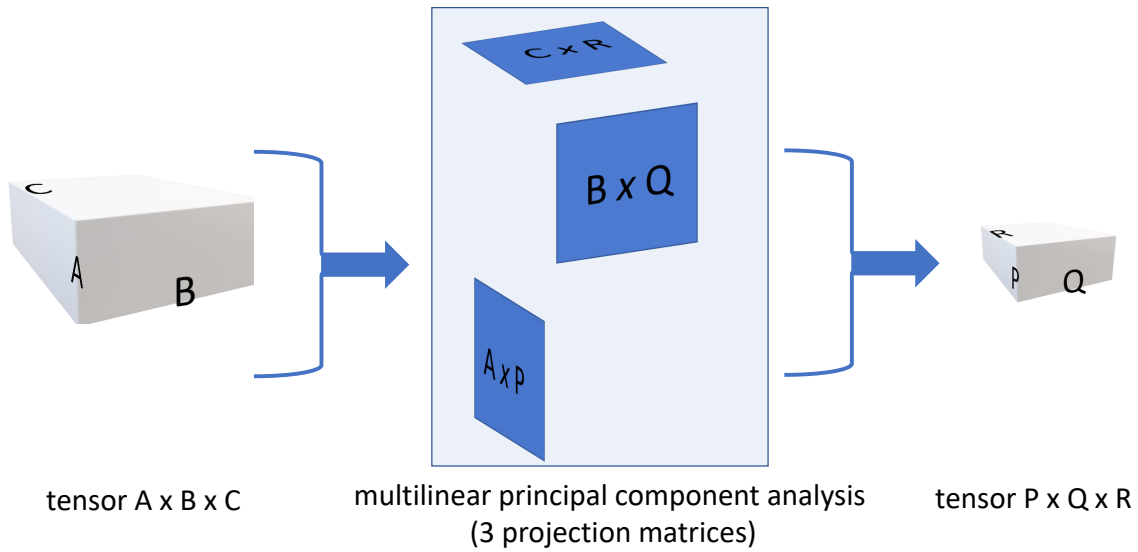 C x R
B x Q
A x P
C
A
B
R
P
Q
tensor A x B x C
multilinear principal component analysis
(3 projection matrices)
tensor P x Q x R